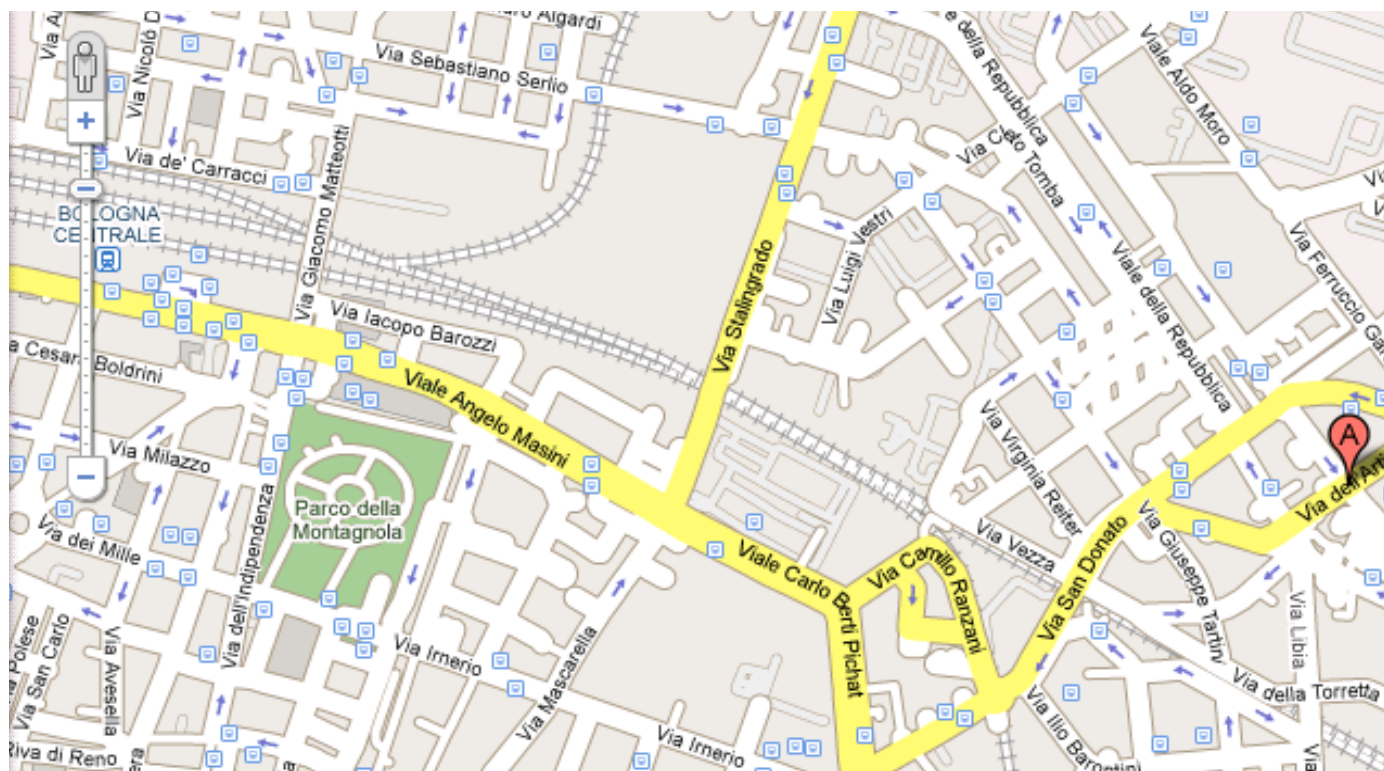 Algardi
Via Sebastiano Serlio
Via Nicolò D
Via de' Carracci
BOLOGNA
CENTRALE
Via Giacomo Matteotti
Via Iacopo Barozzi
Viale Angelo Masini
Via Stalingrado
Via Luigi Vestri
della Repubblica
Viale Aldo Moro
Viale della Repubblica
Via Ferruccio Gar
Boldrini
Via Milazzo
Parco della
Montagnola
Via dell'Indipendenza
Via dei Mille
Via Avesella
Via San Carlo
Polese
Riva di Reno
Via Irnerio
Via Mascarella
Via Irnerio
Viale Carlo Berti Pichat
Via Camillo Ranzani
Via San Donato
Via Vezza
Via Virginia Reiter
Via Giuseppe Tartini
A
Via dell'Arti
Via Libia
Via della Torretta
Via Ilio Barontini